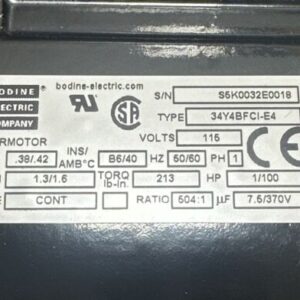 bodine-electric.com
BODINE
ELECTRIC
COMPANY
S/N S5K0032E0018
TYPE 34Y4BFCI-E4
VOLTS 115
RMOTOR
.38/.42 INS/AMB°C B6/40 HZ 50/60 PH 1
1.3/1.6 TORQ lb-in. 213 HP 1/100
E CONT RATIO 504:1 μF 7.5/370V